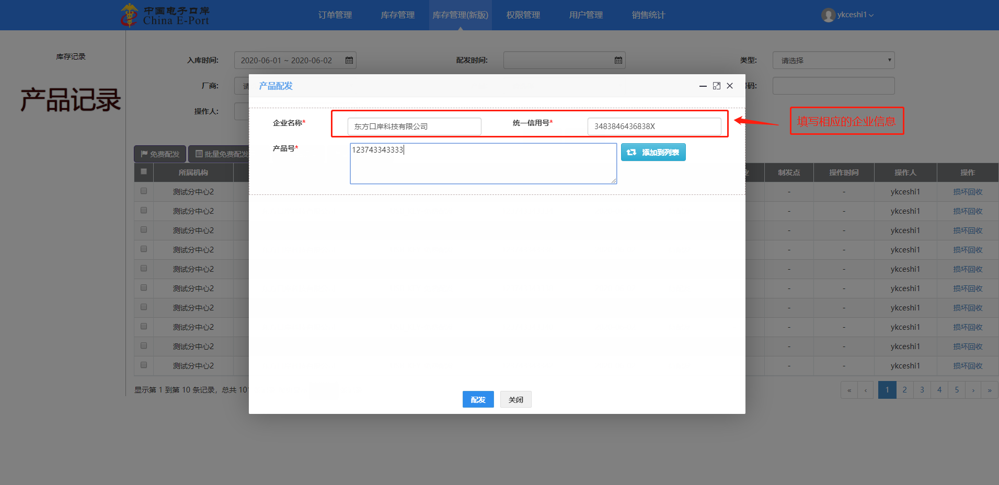 中国电子口岸
China E-Port
订单管理 库存管理 库存管理(新版) 权限管理 用户管理 销售统计
ykceshi1
库存记录
产品记录
入库时间: 2020-06-01 ~ 2020-06-02 配发时间: 类型: 请选择
厂商: 请 码:
操作人:
产品配发
企业名称* 东方口岸科技有限公司 统一信用号* 3483846436838X
填写相应的企业信息
产品号* 123743343333 添加到列表
免费配发 批量免费配发
所属机构 制发点 操作时间 操作人 操作
测试分中心2 - - ykceshi1 损坏回收
测试分中心2 - - ykceshi1 损坏回收
测试分中心2 - - ykceshi1 损坏回收
测试分中心2 - - ykceshi1 损坏回收
测试分中心2 - - ykceshi1 损坏回收
测试分中心2 - - ykceshi1 损坏回收
测试分中心2 - - ykceshi1 损坏回收
测试分中心2 - - ykceshi1 损坏回收
测试分中心2 - - ykceshi1 损坏回收
测试分中心2 - - ykceshi1 损坏回收
显示第 1 到第 10 条记录，总共 10
« ‹ 1 2 3 4 5 › »
配发 关闭